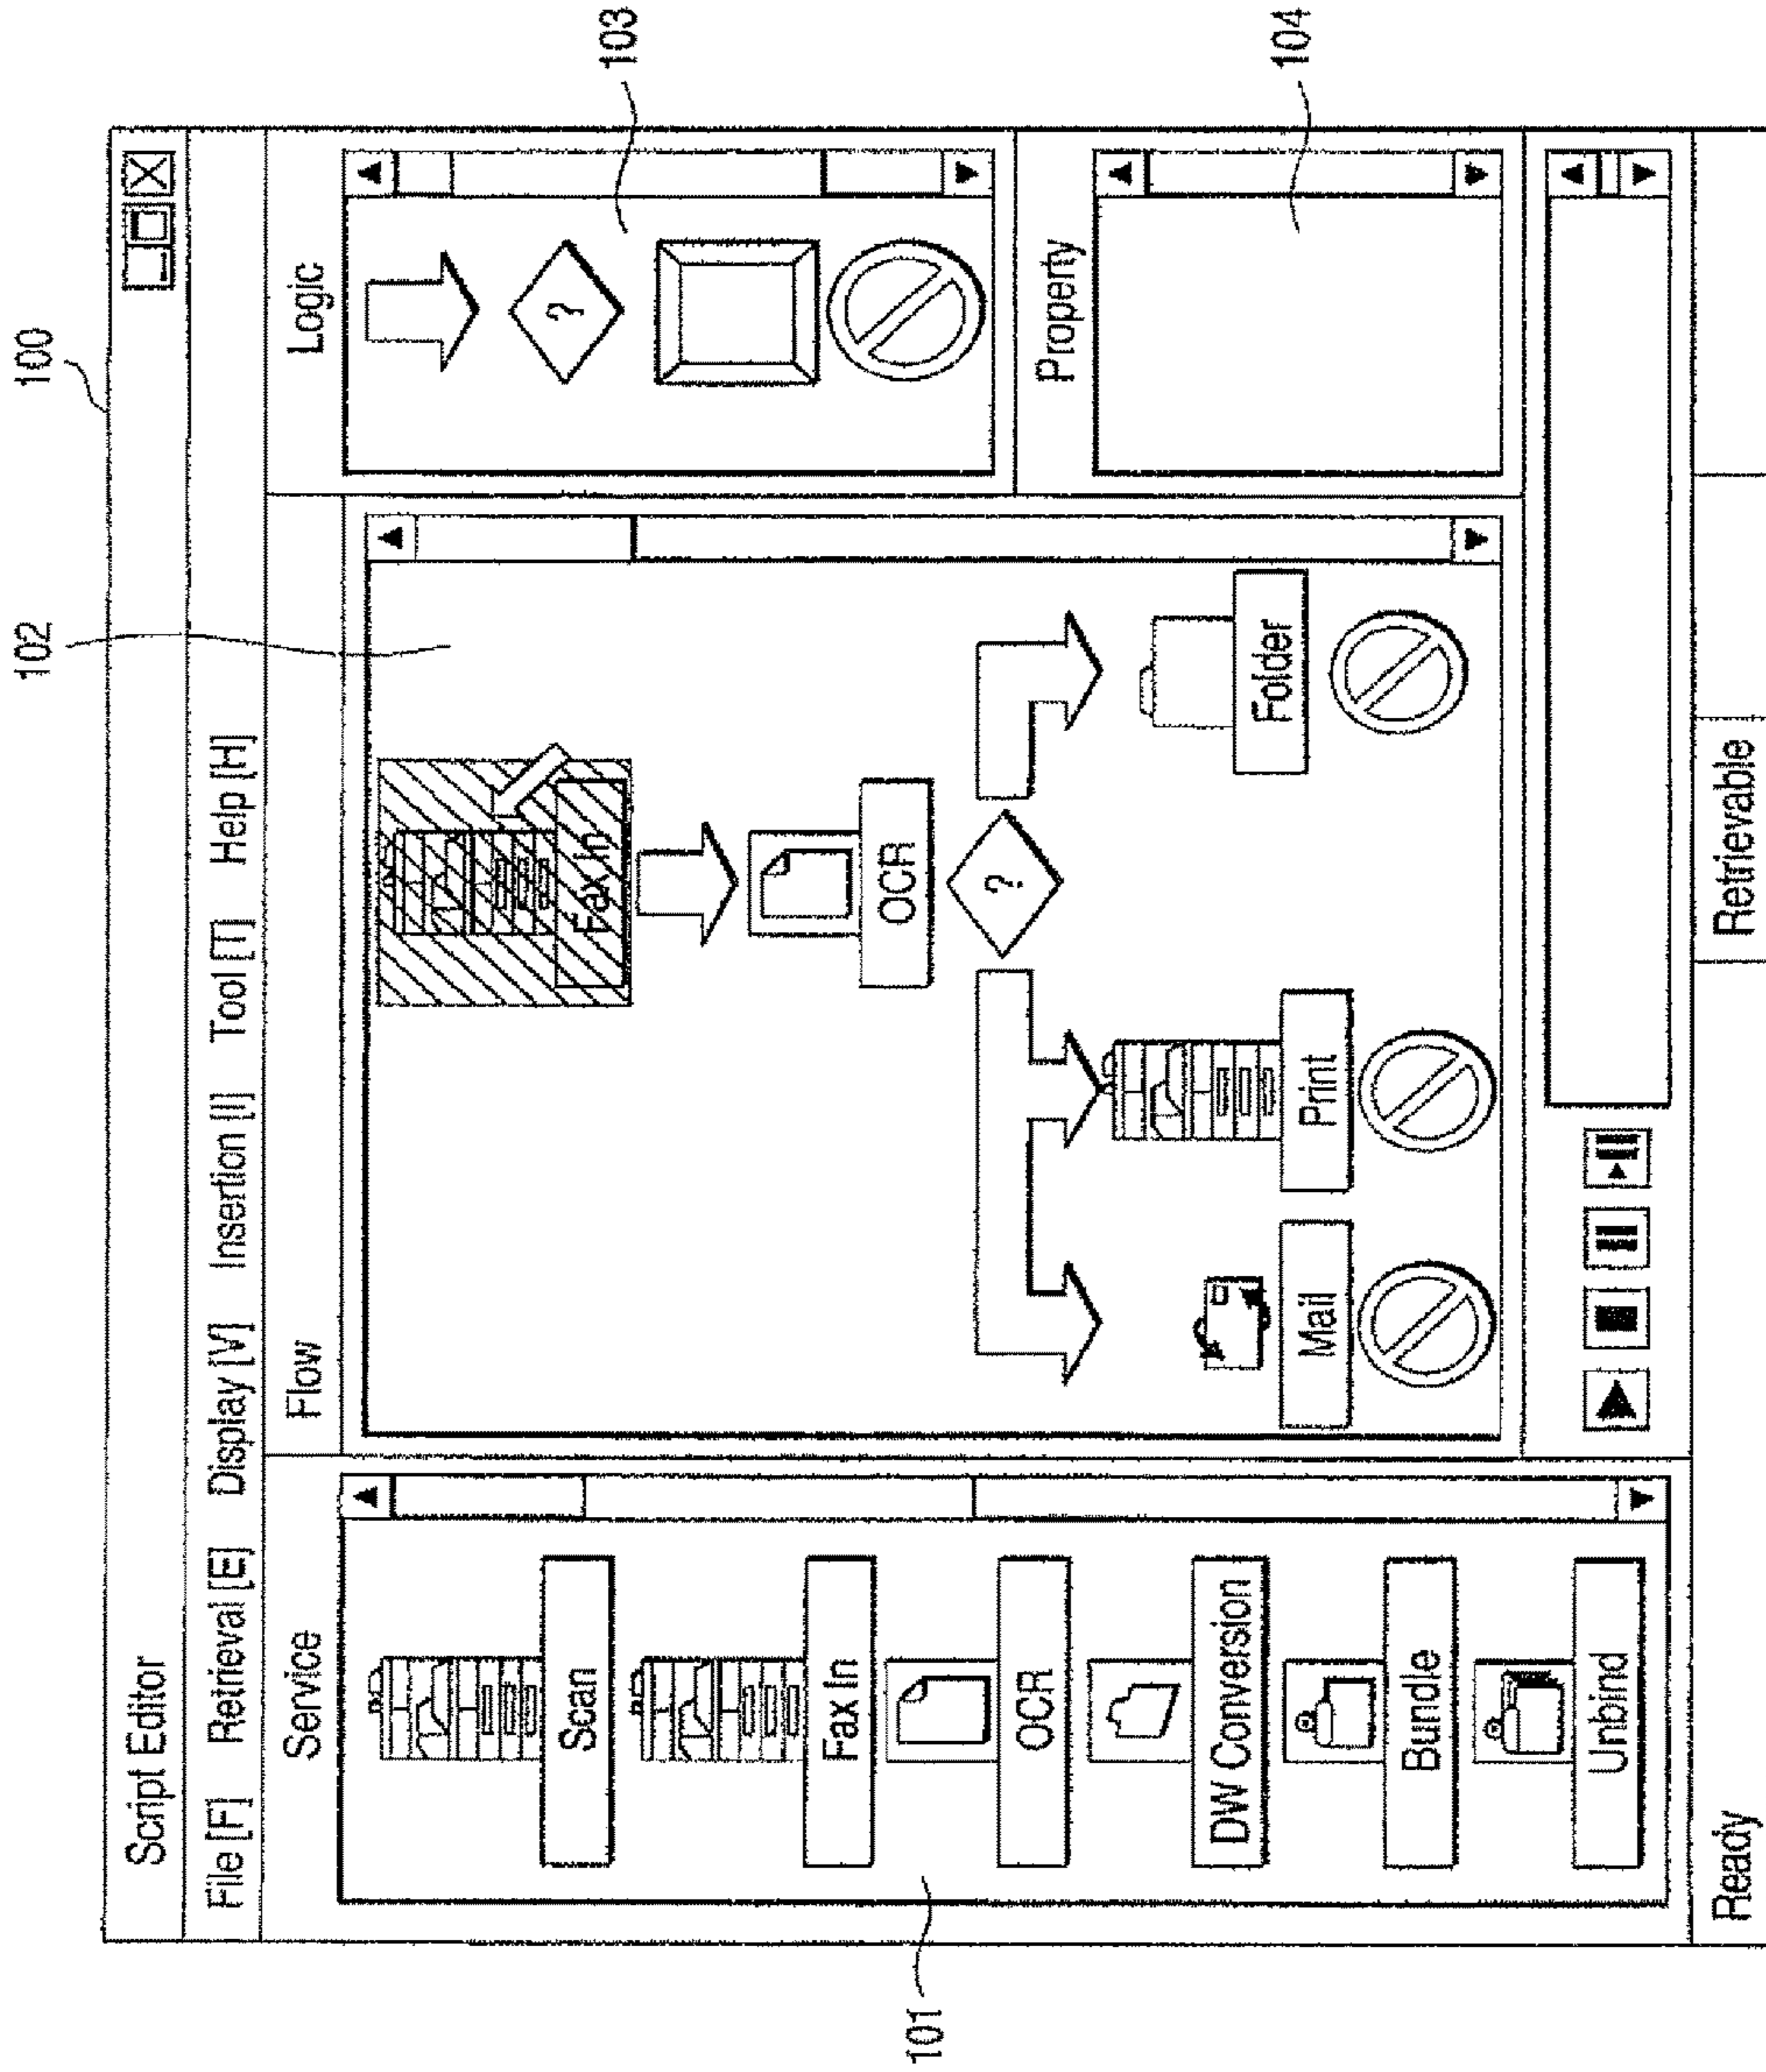 100
102
Script Editor
File [F] Retrieval [E] Display [V] Insertion [I] Tool [T] Help [H]
Service
Flow
Logic
Scan
Fax In
OCR
DW Conversion
Bundle
Unbind
101
Fax In
OCR
?
Mail
Print
Folder
?
103
Property
104
Ready
Retrievable